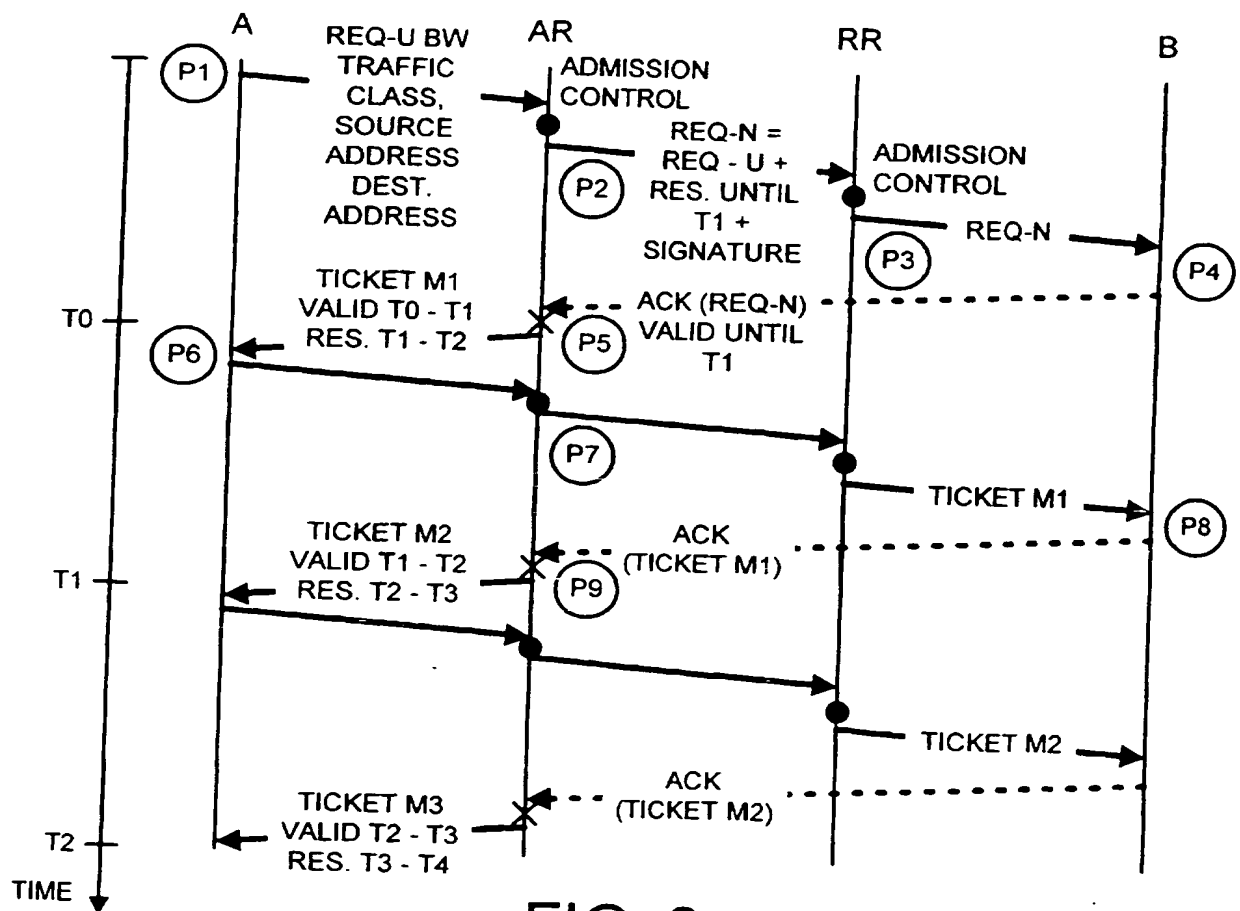 A
AR
RR
B
P1
REQ-U BW
TRAFFIC
CLASS,
SOURCE
ADDRESS
DEST.
ADDRESS
ADMISSION
CONTROL
P2
REQ-N =
REQ - U +
RES. UNTIL
T1 +
SIGNATURE
ADMISSION
CONTROL
P3
REQ-N
P4
T0
TICKET M1
VALID T0 - T1
RES. T1 - T2
P5
ACK (REQ-N)
VALID UNTIL
T1
P6
P7
TICKET M1
P8
T1
TICKET M2
VALID T1 - T2
RES. T2 - T3
P9
ACK
(TICKET M1)
TICKET M2
T2
TICKET M3
VALID T2 - T3
RES. T3 - T4
ACK
(TICKET M2)
TIME